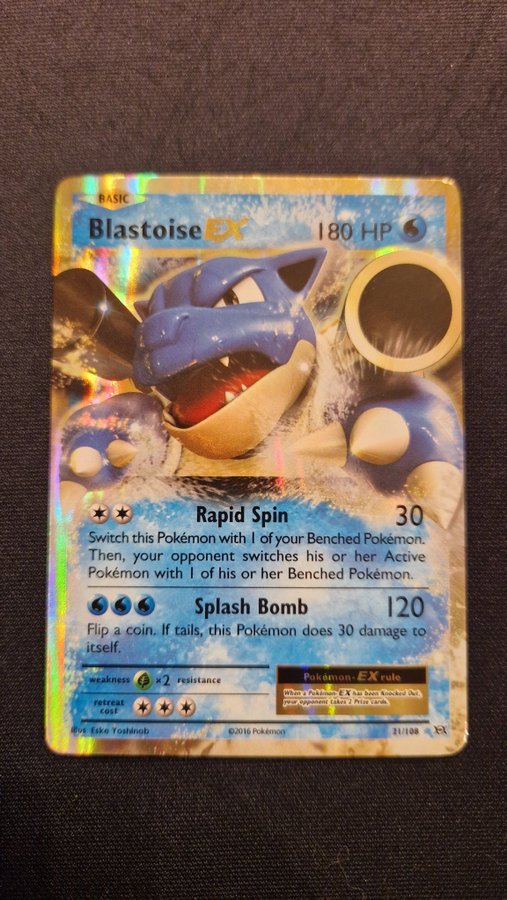 BASIC
Blastoise EX 180 HP
Rapid Spin 30
Switch this Pokémon with 1 of your Benched Pokémon.
Then, your opponent switches his or her Active
Pokémon with 1 of his or her Benched Pokémon.
Splash Bomb 120
Flip a coin. If tails, this Pokémon does 30 damage to
itself.
weakness ×2 resistance
retreat
cost
Pokémon-EX rule
When a Pokémon-EX has been Knocked Out,
your opponent takes 2 Prize cards.
Illus. Esko Yoshinob ©2016 Pokémon 21/108